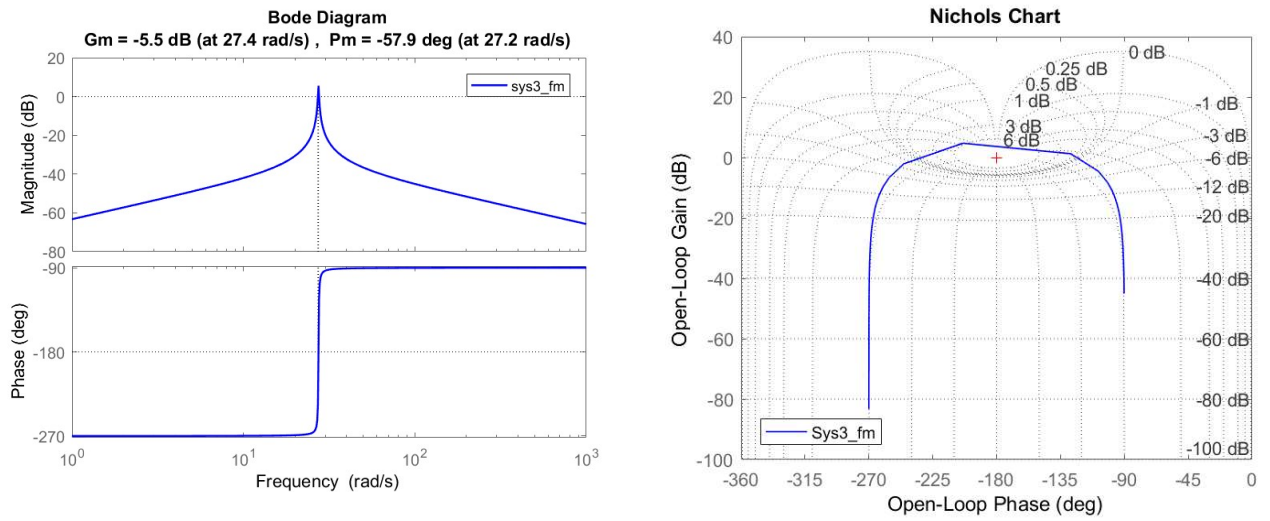 Bode Diagram
Gm = -5.5 dB (at 27.4 rad/s) , Pm = -57.9 deg (at 27.2 rad/s)
20
0
-20
-40
-60
-80
Magnitude (dB)
sys3_fm
-90
-180
-270
Phase (deg)
10^0
10^1
10^2
10^3
Frequency (rad/s)
Nichols Chart
40
20
0
-20
-40
-60
-80
-100
Open-Loop Gain (dB)
0 dB
0.25 dB
0.5 dB
1 dB
-1 dB
3 dB
-3 dB
6 dB
-6 dB
-12 dB
-20 dB
-40 dB
-60 dB
-80 dB
-100 dB
Sys3_fm
-360
-315
-270
-225
-180
-135
-90
-45
0
Open-Loop Phase (deg)